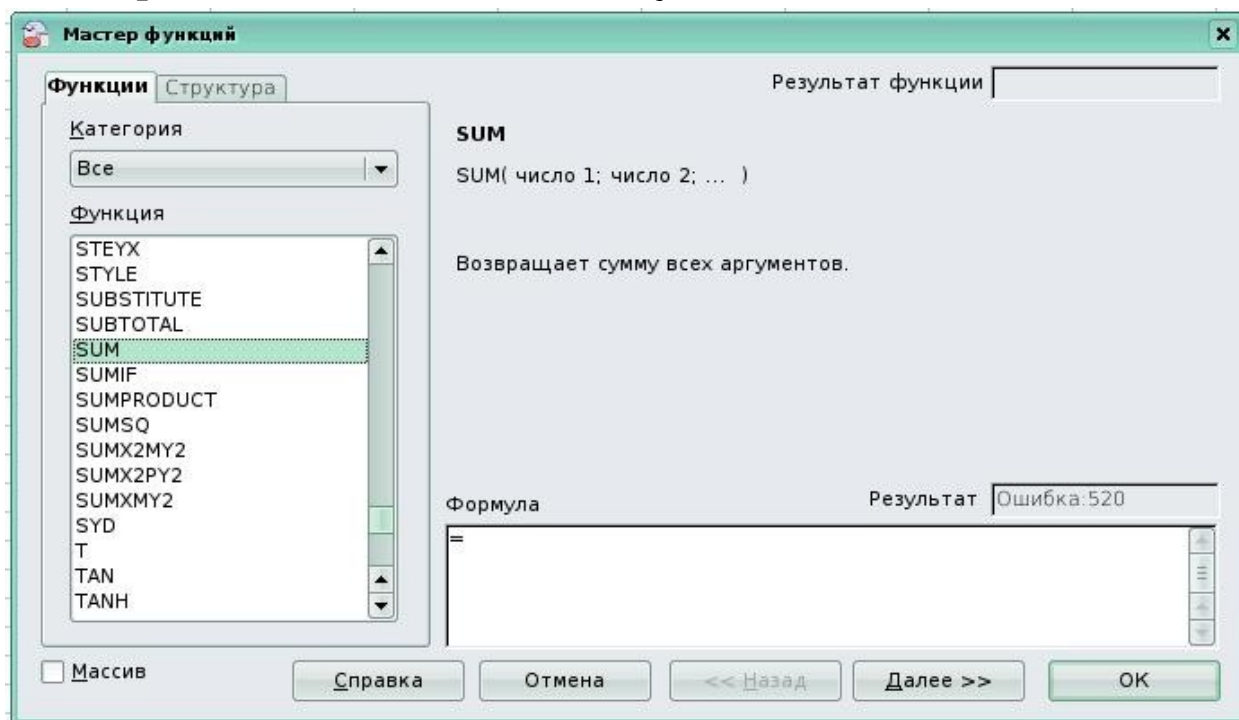 Мастер функций
Функции Структура
Результат функции
Категория
Все
Функция
STEYX
STYLE
SUBSTITUTE
SUBTOTAL
SUM
SUMIF
SUMPRODUCT
SUMSQ
SUMX2MY2
SUMX2PY2
SUMXMY2
SYD
T
TAN
TANH
SUM
SUM( число 1; число 2; ... )
Возвращает сумму всех аргументов.
Формула
Результат Ошибка:520
=
Массив
Справка
Отмена
<< Назад
Далее >>
OK